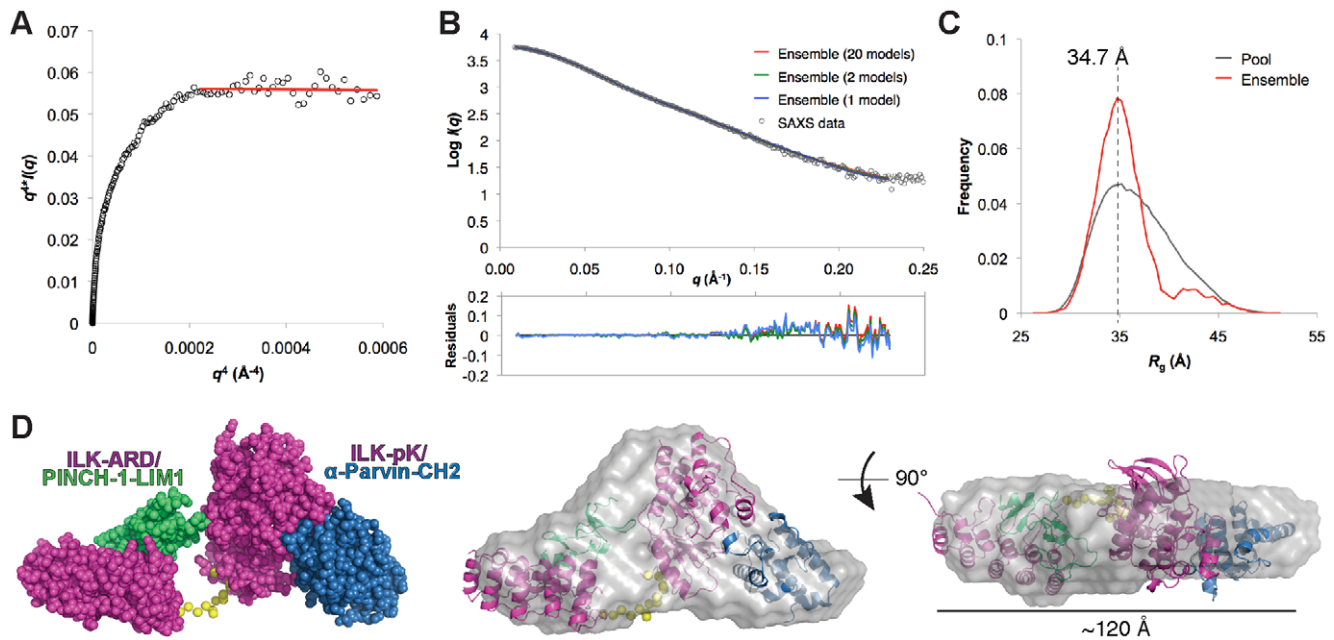 A
0.07
0.06
0.05
0.04
0.03
0.02
0.01
0
q⁴*I(q)
0 0.0002 0.0004 0.0006
q⁴ (Å⁻⁴)
B
4
3.5
3
2.5
2
1.5
1
0.5
0
Log I(q)
Ensemble (20 models)
Ensemble (2 models)
Ensemble (1 model)
SAXS data
0.00 0.05 0.10 0.15 0.20 0.25
q (Å⁻¹)
0.2
0.1
0
-0.1
-0.2
Residuals
C
0.1
0.08
0.06
0.04
0.02
0
Frequency
34.7 Å
Pool
Ensemble
25 35 45 55
Rg (Å)
D
ILK-ARD/
PINCH-1-LIM1
ILK-pK/
α-Parvin-CH2
90°
~120 Å